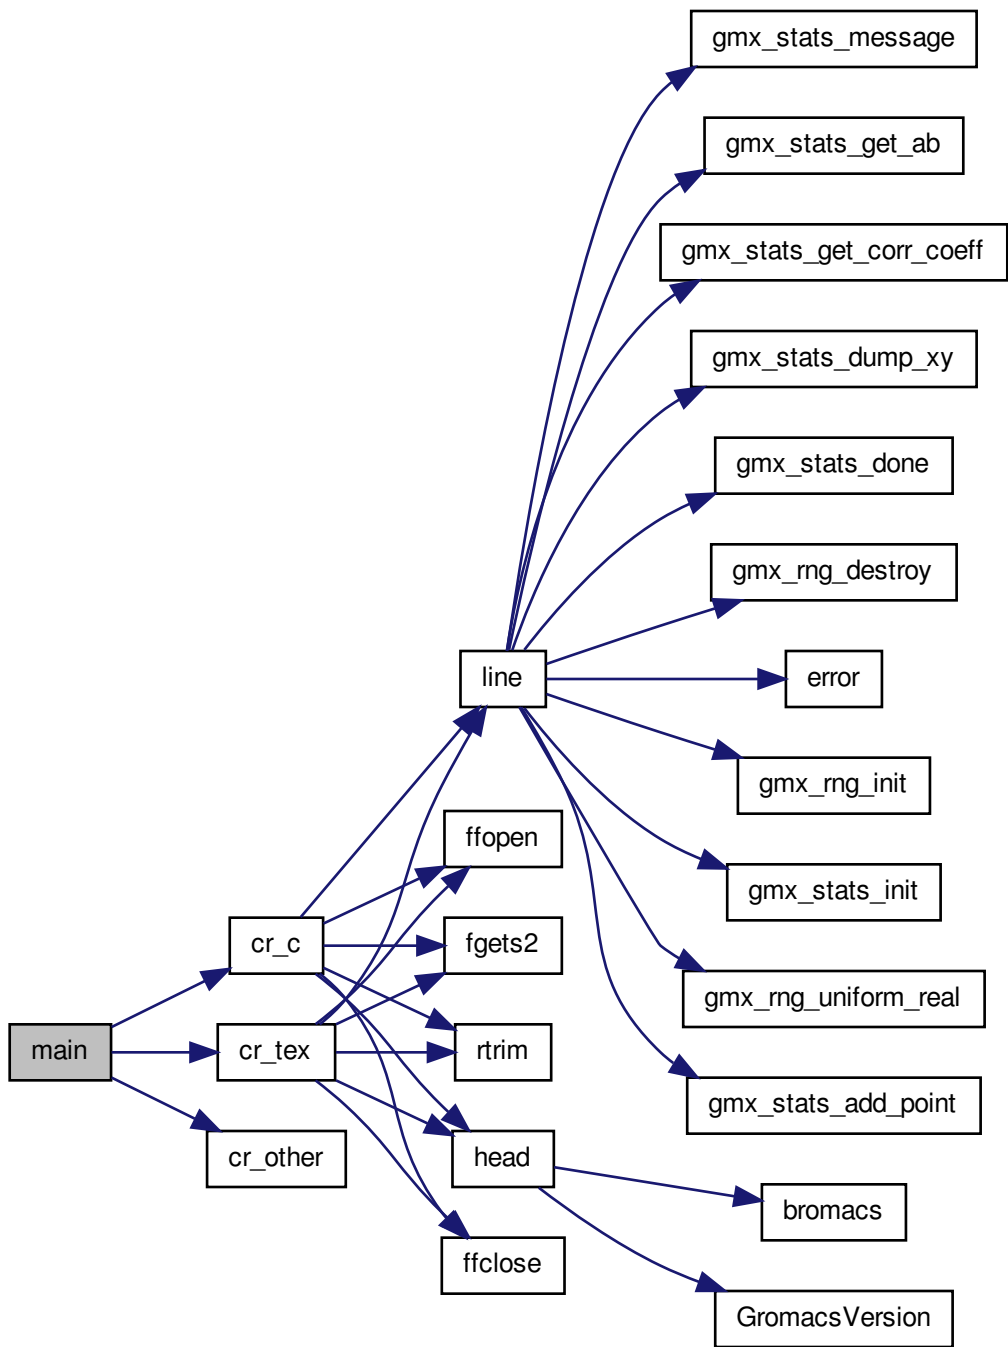 gmx_stats_message
gmx_stats_get_ab
gmx_stats_get_corr_coeff
gmx_stats_dump_xy
gmx_stats_done
gmx_rng_destroy
line
error
gmx_rng_init
ffopen
gmx_stats_init
cr_c
fgets2
gmx_rng_uniform_real
main
cr_tex
rtrim
gmx_stats_add_point
cr_other
head
bromacs
ffclose
GromacsVersion